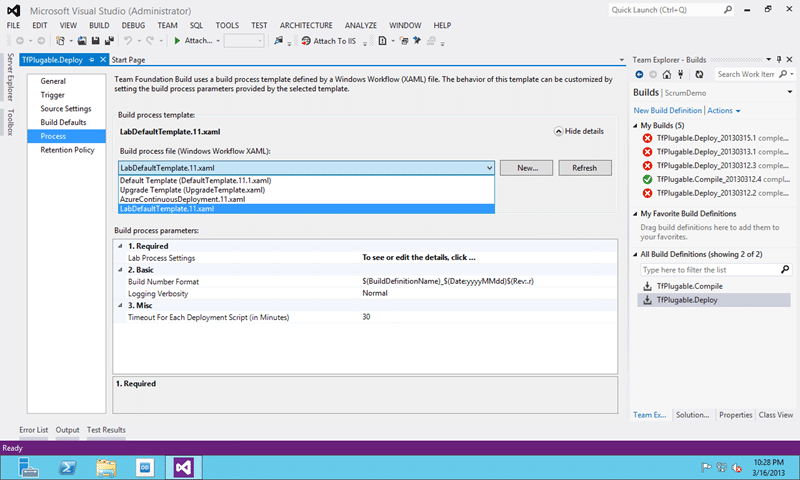 Microsoft Visual Studio (Administrator)
Quick Launch (Ctrl+Q)
FILE EDIT VIEW BUILD DEBUG TEAM SQL TOOLS TEST ARCHITECTURE ANALYZE WINDOW HELP
Attach...
Attach To IIS
Server Explorer
Toolbox
TfPlugable.Deploy
Start Page
General
Trigger
Source Settings
Build Defaults
Process
Retention Policy
Team Foundation Build uses a build process template defined by a Windows Workflow (XAML) file. The behavior of this template can be customized by
setting the build process parameters provided by the selected template.
Build process template:
LabDefaultTemplate.11.xaml
Hide details
Build process file (Windows Workflow XAML):
LabDefaultTemplate.11.xaml
New...
Refresh
Default Template (DefaultTemplate.11.1.xaml)
Upgrade Template (UpgradeTemplate.xaml)
AzureContinuousDeployment.11.xaml
LabDefaultTemplate.11.xaml
Build process parameters:
1. Required
Lab Process Settings To see or edit the details, click ...
2. Basic
Build Number Format $(BuildDefinitionName)_$(Date:yyyyMMdd)$(Rev:.r)
Logging Verbosity Normal
3. Misc
Timeout For Each Deployment Script (in Minutes) 30
1. Required
Team Explorer - Builds
Search Work Item
Builds | ScrumDemo
New Build Definition | Actions
My Builds (5)
TfPlugable.Deploy_20130315.1 comple...
TfPlugable.Deploy_20130313.1 comple...
TfPlugable.Deploy_20130312.3 comple...
TfPlugable.Compile_20130312.4 comp...
TfPlugable.Deploy_20130312.2 comple...
My Favorite Build Definitions
Drag build definitions here to add them to
your favorites.
All Build Definitions (showing 2 of 2)
Type here to filter the list
TfPlugable.Compile
TfPlugable.Deploy
Team Ex... Solution... Properties Class View
Error List Output Test Results
Ready
10:28 PM
3/16/2013